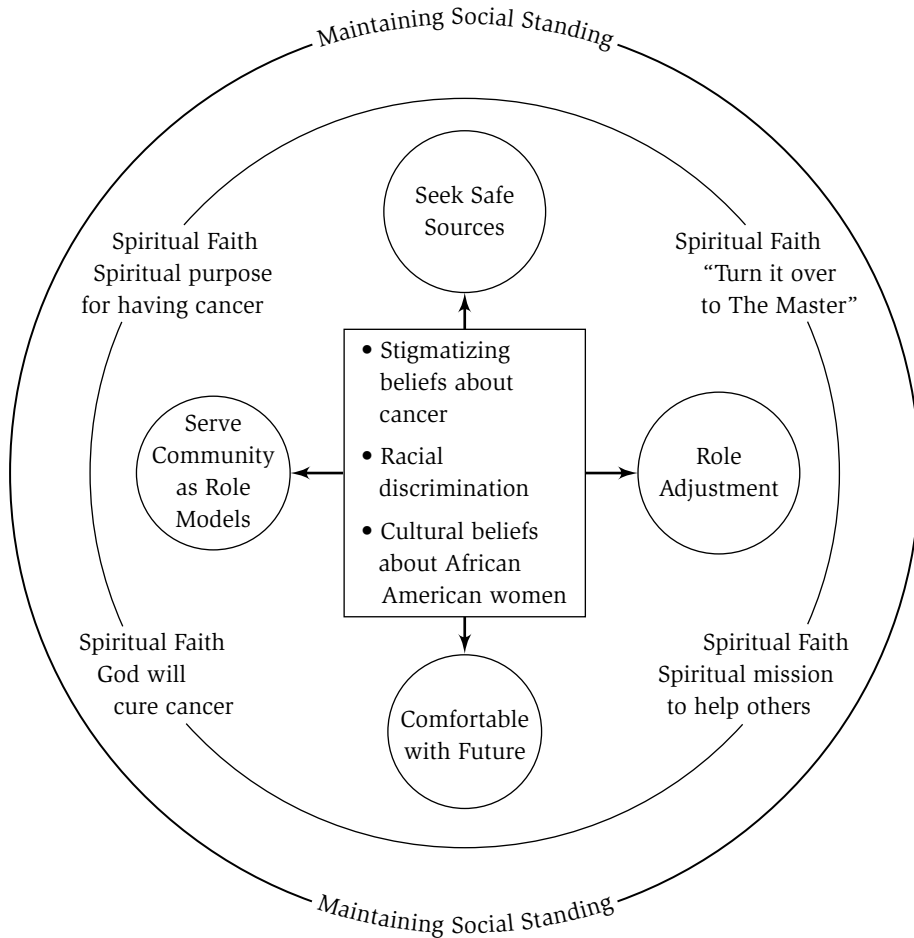 Maintaining Social Standing
Seek Safe
Sources
Spiritual Faith
Spiritual purpose
for having cancer
Spiritual Faith
“Turn it over
to The Master”
• Stigmatizing
beliefs about
cancer
• Racial
discrimination
• Cultural beliefs
about African
American women
Serve
Community
as Role
Models
Role
Adjustment
Spiritual Faith
God will
cure cancer
Spiritual Faith
Spiritual mission
to help others
Comfortable
with Future
Maintaining Social Standing